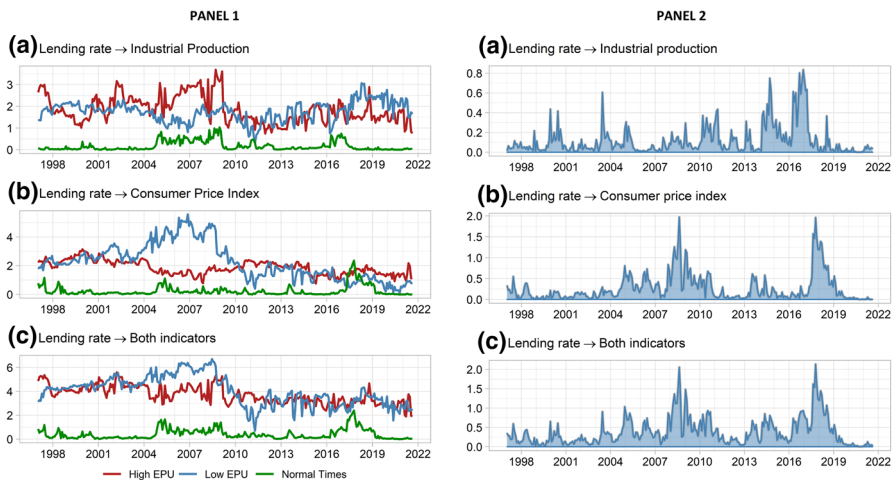 PANEL 1
(a) Lending rate → Industrial Production
3
2
1
0
1998 2001 2004 2007 2010 2013 2016 2019 2022
(b) Lending rate → Consumer Price Index
4
2
0
1998 2001 2004 2007 2010 2013 2016 2019 2022
(c) Lending rate → Both indicators
6
4
2
0
1998 2001 2004 2007 2010 2013 2016 2019 2022
High EPU Low EPU Normal Times
PANEL 2
(a) Lending rate → Industrial production
0.8
0.6
0.4
0.2
0.0
1998 2001 2004 2007 2010 2013 2016 2019 2022
(b) Lending rate → Consumer price index
2.0
1.5
1.0
0.5
0.0
1998 2001 2004 2007 2010 2013 2016 2019 2022
(c) Lending rate → Both indicators
2.0
1.5
1.0
0.5
0.0
1998 2001 2004 2007 2010 2013 2016 2019 2022